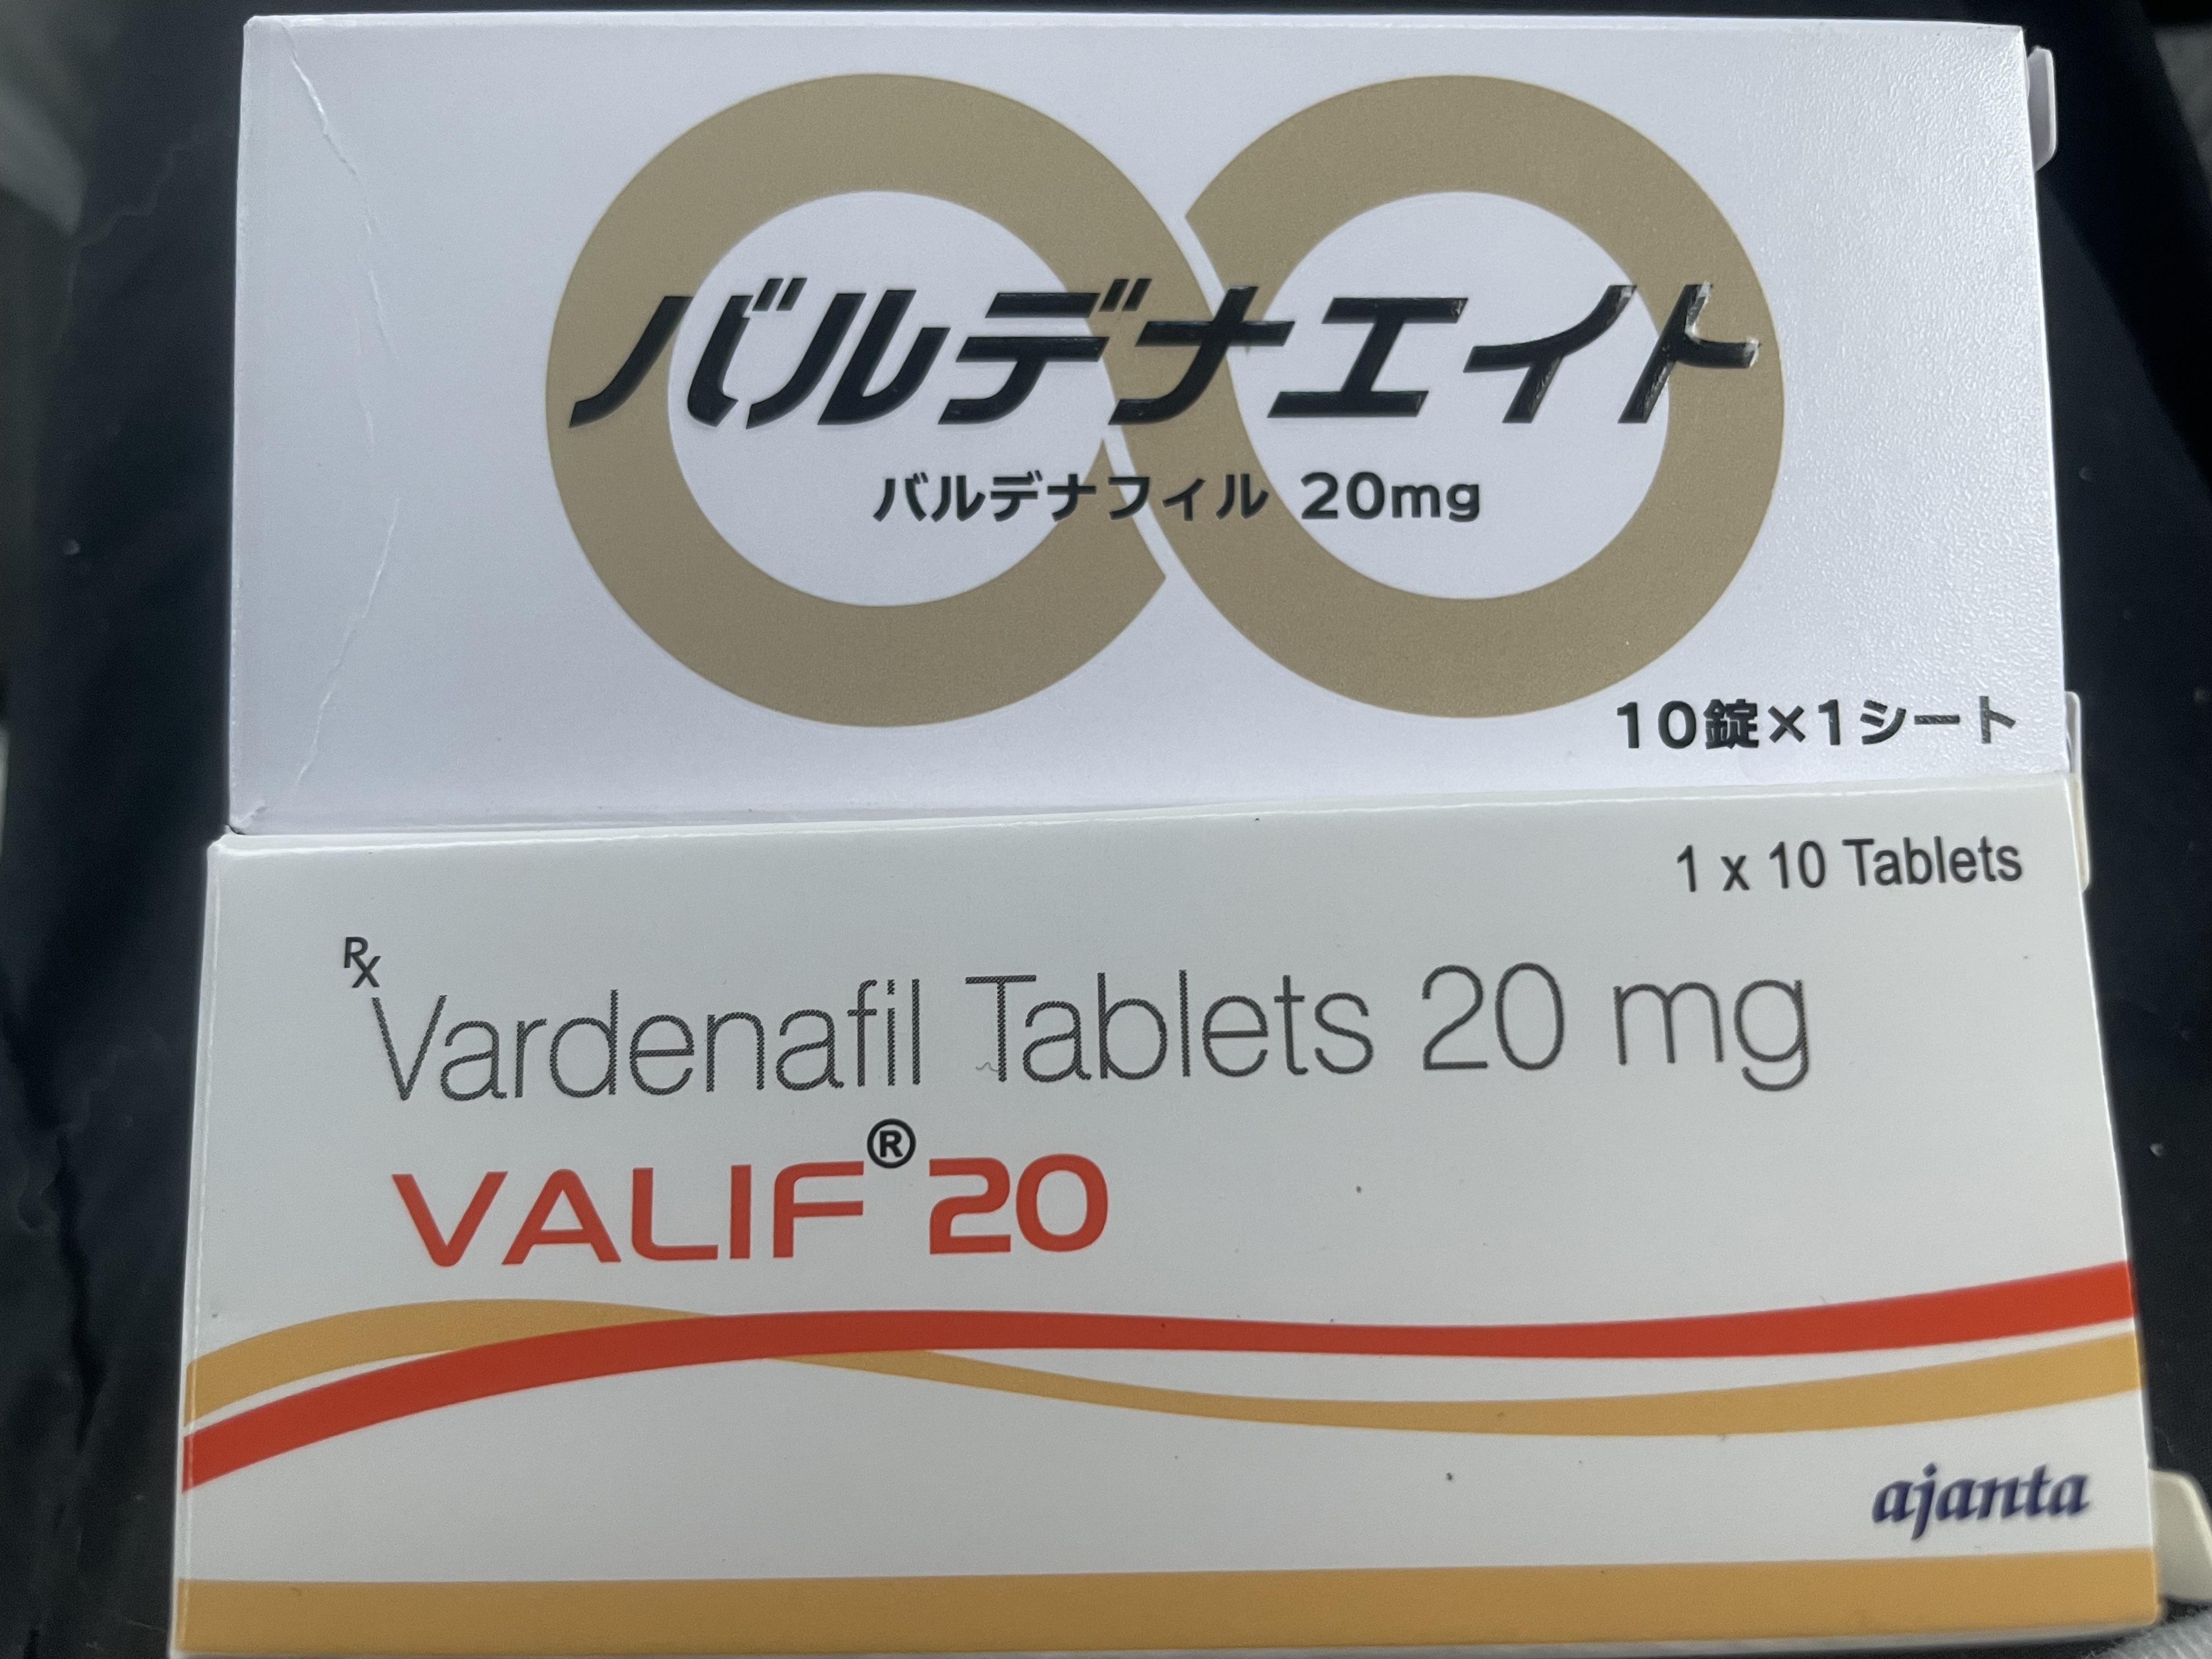 バルデナエイト
バルデナフィル 20mg
10錠×1シート
1 x 10 Tablets
Rx
Vardenafil Tablets 20 mg
VALIF® 20
ajanta